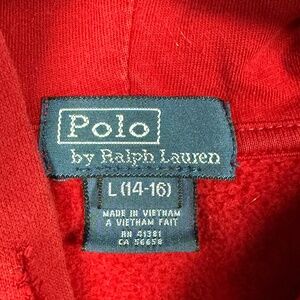 Polo
by Ralph Lauren
L (14-16)
MADE IN VIETNAM
A VIETNAM FAIT
RN 41381
CA 56658